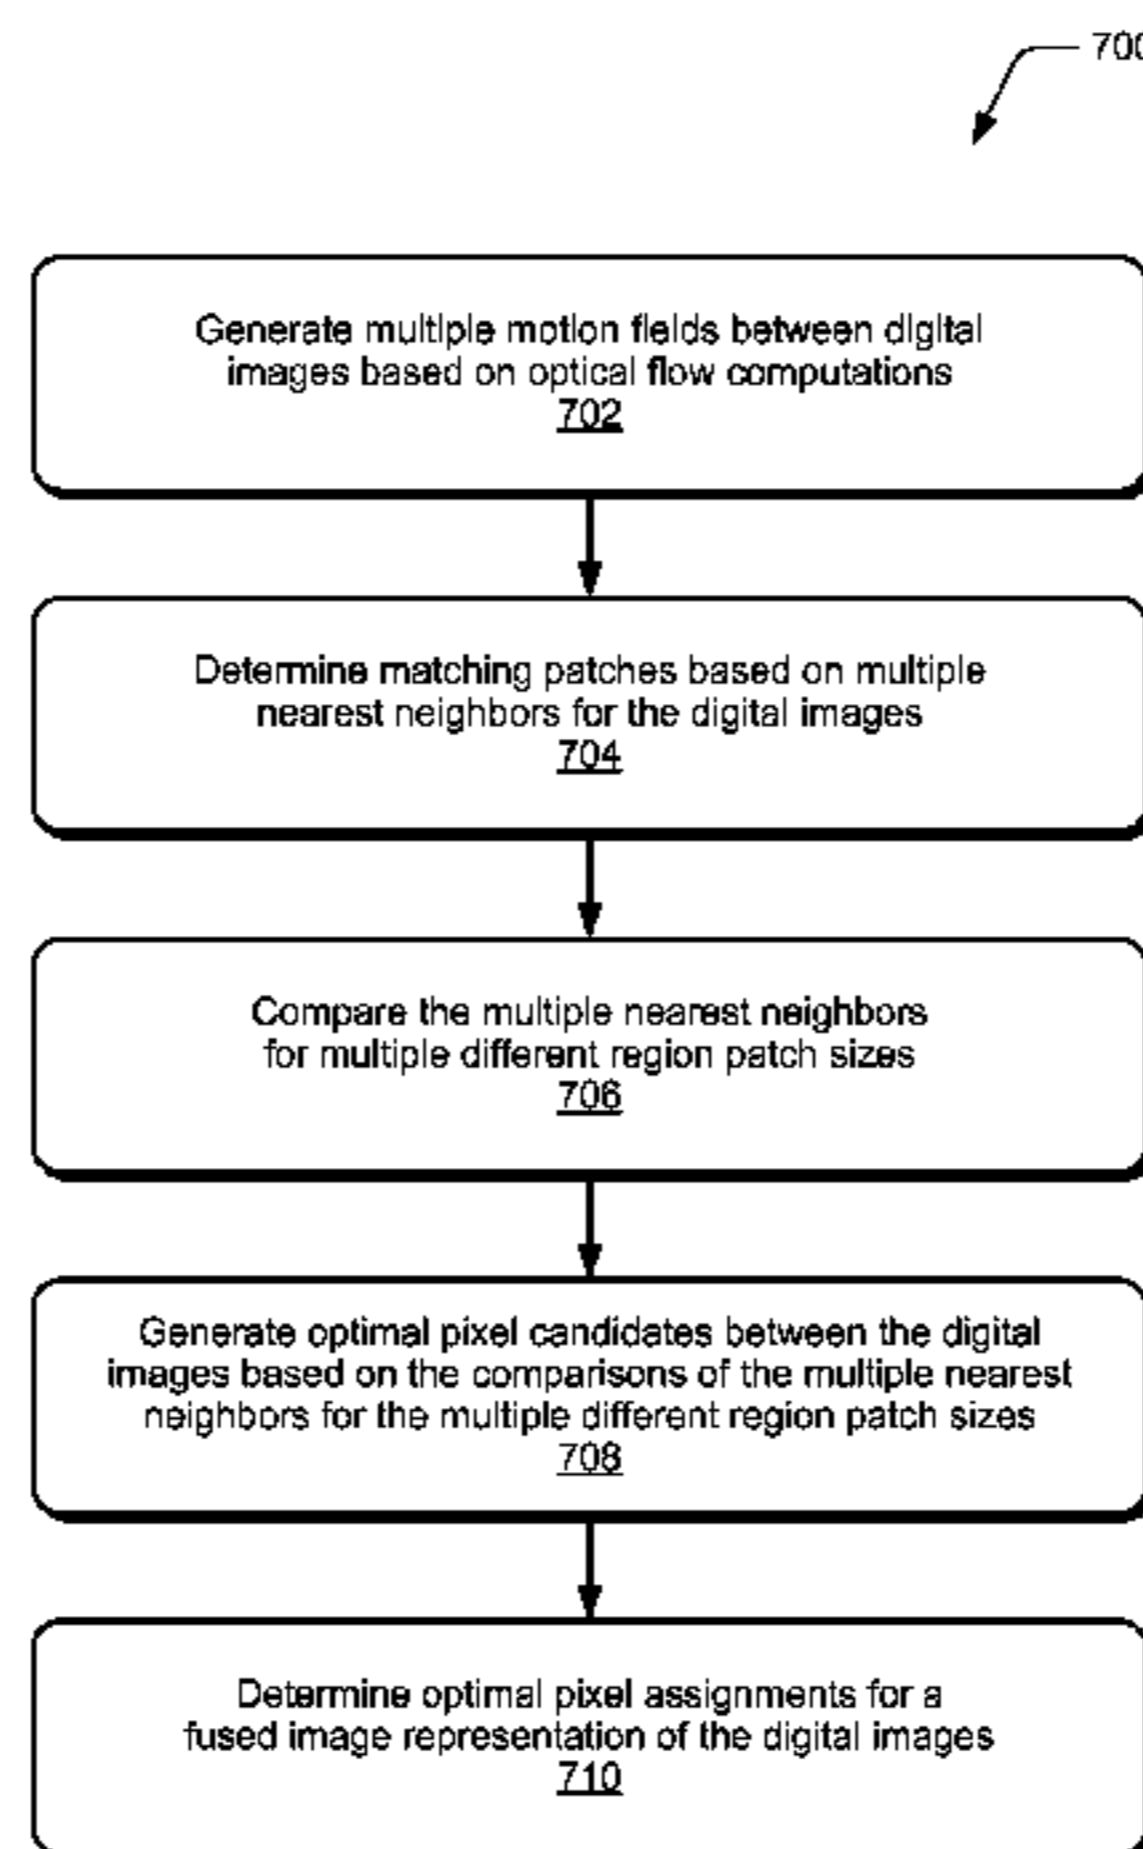 700
Generate multiple motion fields between digital
images based on optical flow computations
702
Determine matching patches based on multiple
nearest neighbors for the digital images
704
Compare the multiple nearest neighbors
for multiple different region patch sizes
706
Generate optimal pixel candidates between the digital
images based on the comparisons of the multiple nearest
neighbors for the multiple different region patch sizes
708
Determine optimal pixel assignments for a
fused image representation of the digital images
710